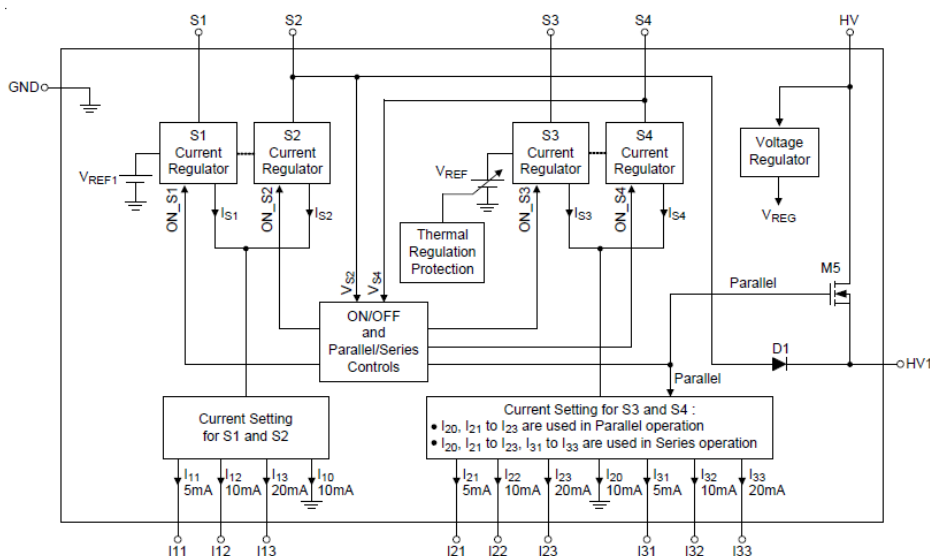 S1 S2 S3 S4 HV
GND
S1
Current
Regulator
S2
Current
Regulator
S3
Current
Regulator
S4
Current
Regulator
Voltage
Regulator
VREF1
VREF
VREG
ON_S1
IS1
ON_S2
IS2
ON_S3
IS3
ON_S4
IS4
Thermal
Regulation
Protection
VS2
VS4
M5
Parallel
ON/OFF
and
Parallel/Series
Controls
D1
HV1
Parallel
Current Setting
for S1 and S2
Current Setting for S3 and S4 :
● I20, I21 to I23 are used in Parallel operation
● I20, I21 to I23, I31 to I33 are used in Series operation
I11 I12 I13 I10
5mA 10mA 20mA 10mA
I21 I22 I23 I20 I31 I32 I33
5mA 10mA 20mA 10mA 5mA 10mA 20mA
I11 I12 I13 I21 I22 I23 I31 I32 I33